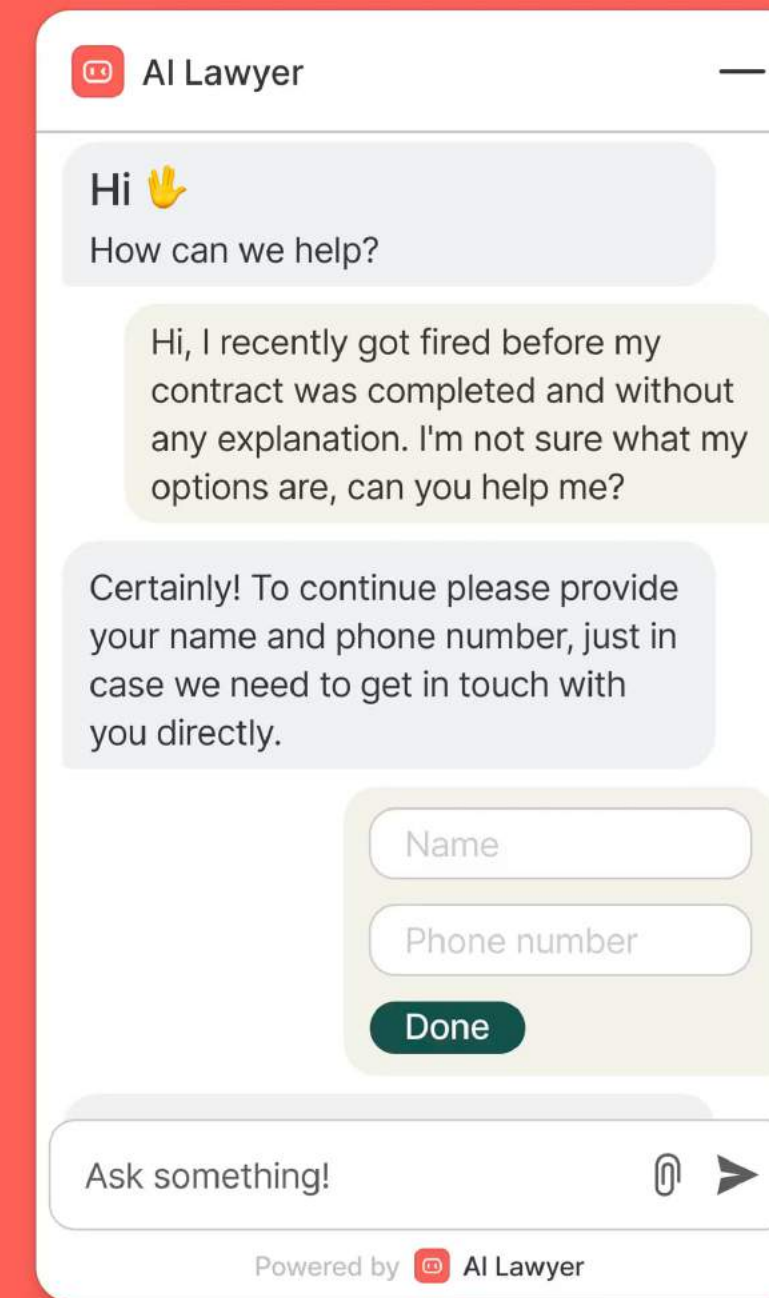 AI Lawyer
Hi 🖖
How can we help?
Hi, I recently got fired before my
contract was completed and without
any explanation. I'm not sure what my
options are, can you help me?
Certainly! To continue please provide
your name and phone number, just in
case we need to get in touch with
you directly.
Name
Phone number
Done
Ask something!
Powered by AI Lawyer